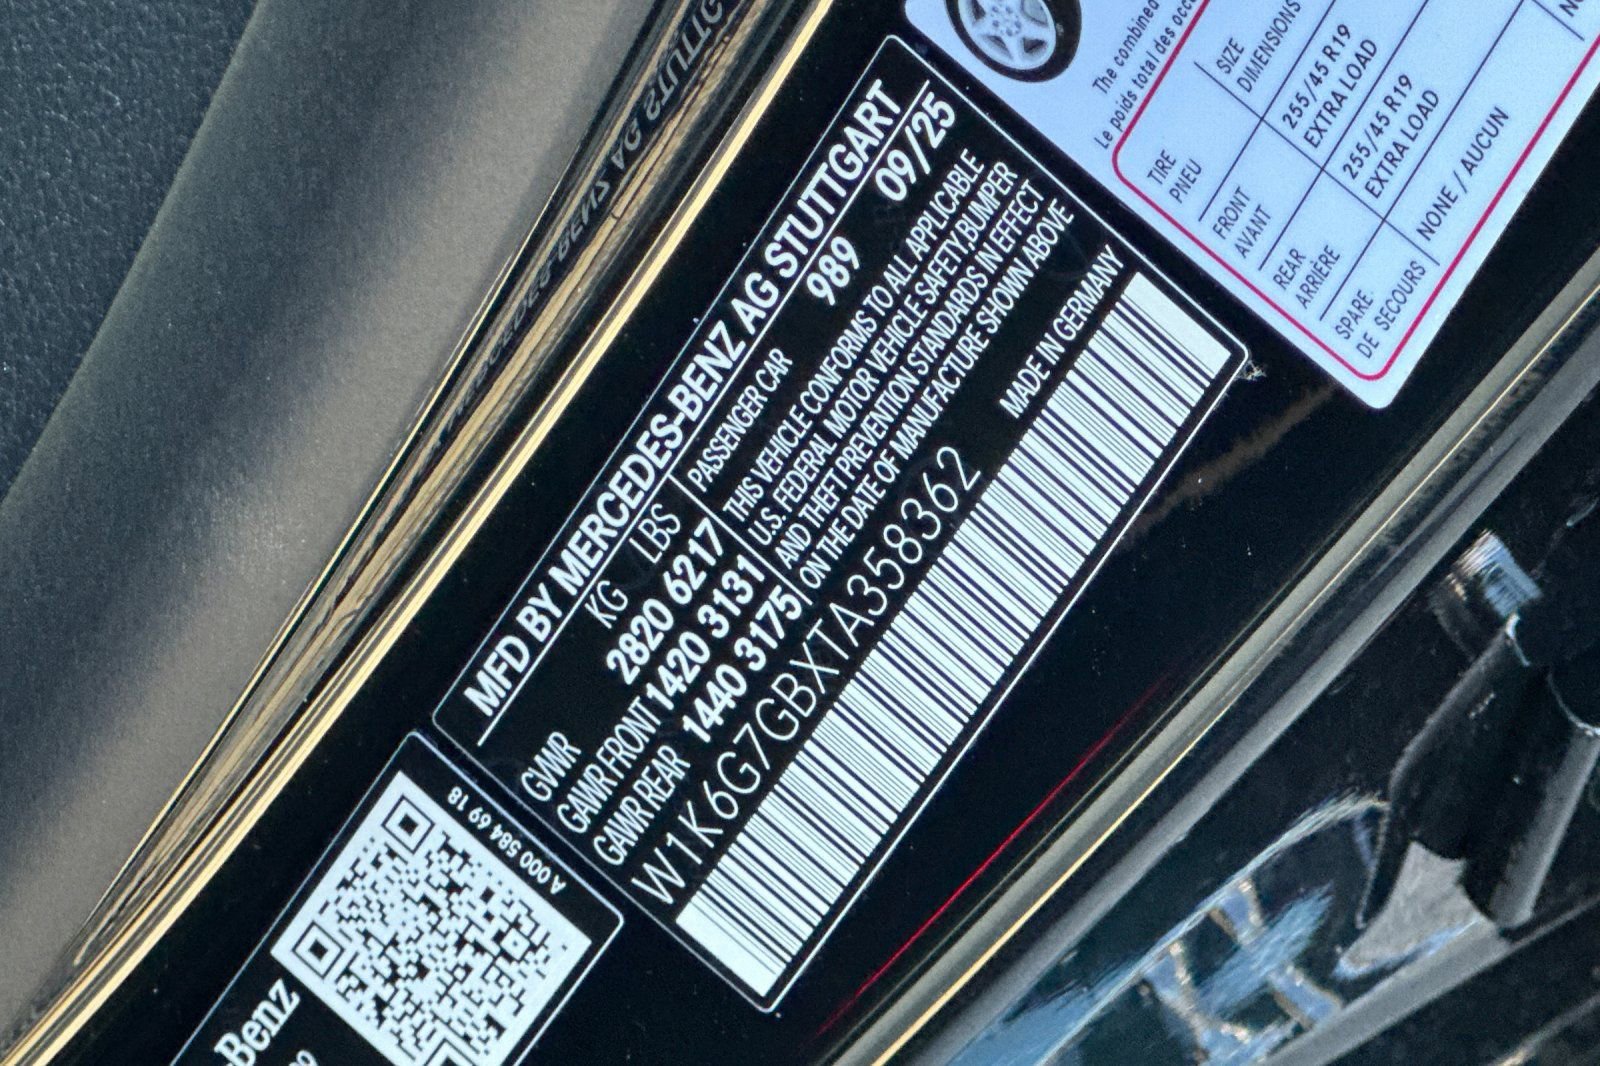 MFD BY MERCEDES-BENZ AG STUTTGART
KG LBS
GVWR 2820 6217
GAWR FRONT 1420 3131
GAWR REAR 1440 3175
PASSENGER CAR 989 09/25
THIS VEHICLE CONFORMS TO ALL APPLICABLE
U.S. FEDERAL MOTOR VEHICLE SAFETY,BUMPER
AND THEFT PREVENTION STANDARDS IN EFFECT
ON THE DATE OF MANUFACTURE SHOWN ABOVE
MADE IN GERMANY
W1K6G7GBXTA358362
A 000 584 69 18
-Benz
The combined
Le poids total des
TIRE
PNEU
SIZE
DIMENSIONS
FRONT
AVANT
255/45 R19
EXTRA LOAD
REAR
ARRIÈRE
255/45 R19
EXTRA LOAD
SPARE
DE SECOURS
NONE / AUCUN